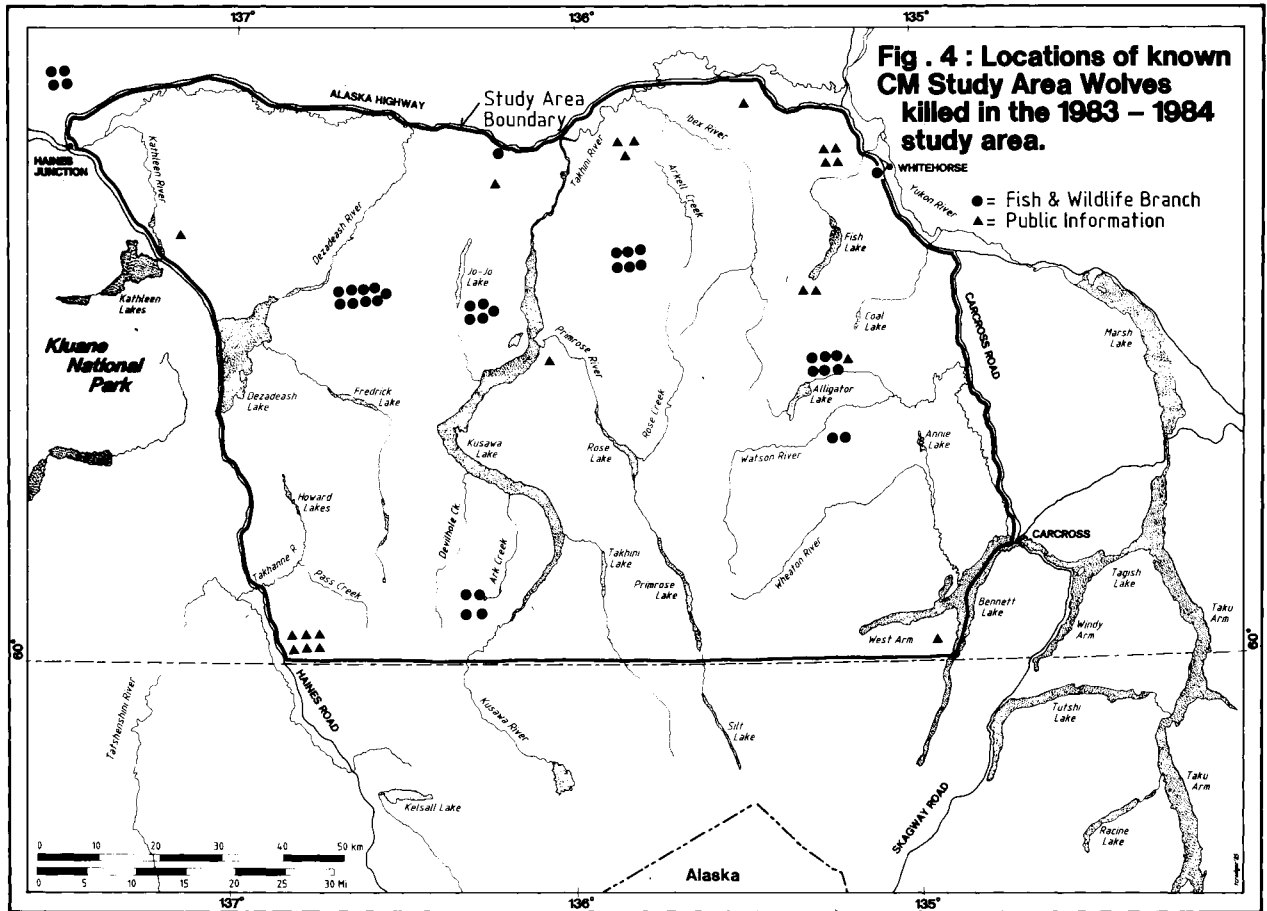 137°
136°
135°
Fig . 4 : Locations of known
CM Study Area Wolves
killed in the 1983 – 1984
study area.
● = Fish & Wildlife Branch
▲ = Public Information
ALASKA HIGHWAY
Study Area
Boundary
HAINES
JUNCTION
Kathleen River
Takhini River
Ibex River
Arkell Creek
WHITEHORSE
Yukon River
Dezadeash River
Fish
Lake
Jo-Jo
Lake
Kathleen
Lakes
Coal
Lake
CARCROSS ROAD
Marsh
Lake
Kluane
National
Park
Primrose
River
Dezadeash
Lake
Fredrick
Lake
Alligator
Lake
Rose Creek
Kusawa
Lake
Rose
Lake
Watson River
Annie
Lake
Howard
Lakes
Devilhole Ck.
Ark Creek
Takhini
Lake
Wheaton River
CARCROSS
Takhanne R.
Pass Creek
Primrose
Lake
Bennett
Lake
Tagish
Lake
Windy
Arm
Taku
Arm
West Arm
60°
60°
HAINES ROAD
Tatshenshini River
Kusawa
River
Silt
Lake
Tutshi
Lake
Kelsall Lake
SKAGWAY ROAD
Taku
Arm
Racine
Lake
Alaska
0 10 20 30 40 50 km
0 5 10 15 20 25 30 Mi
137°
136°
135°